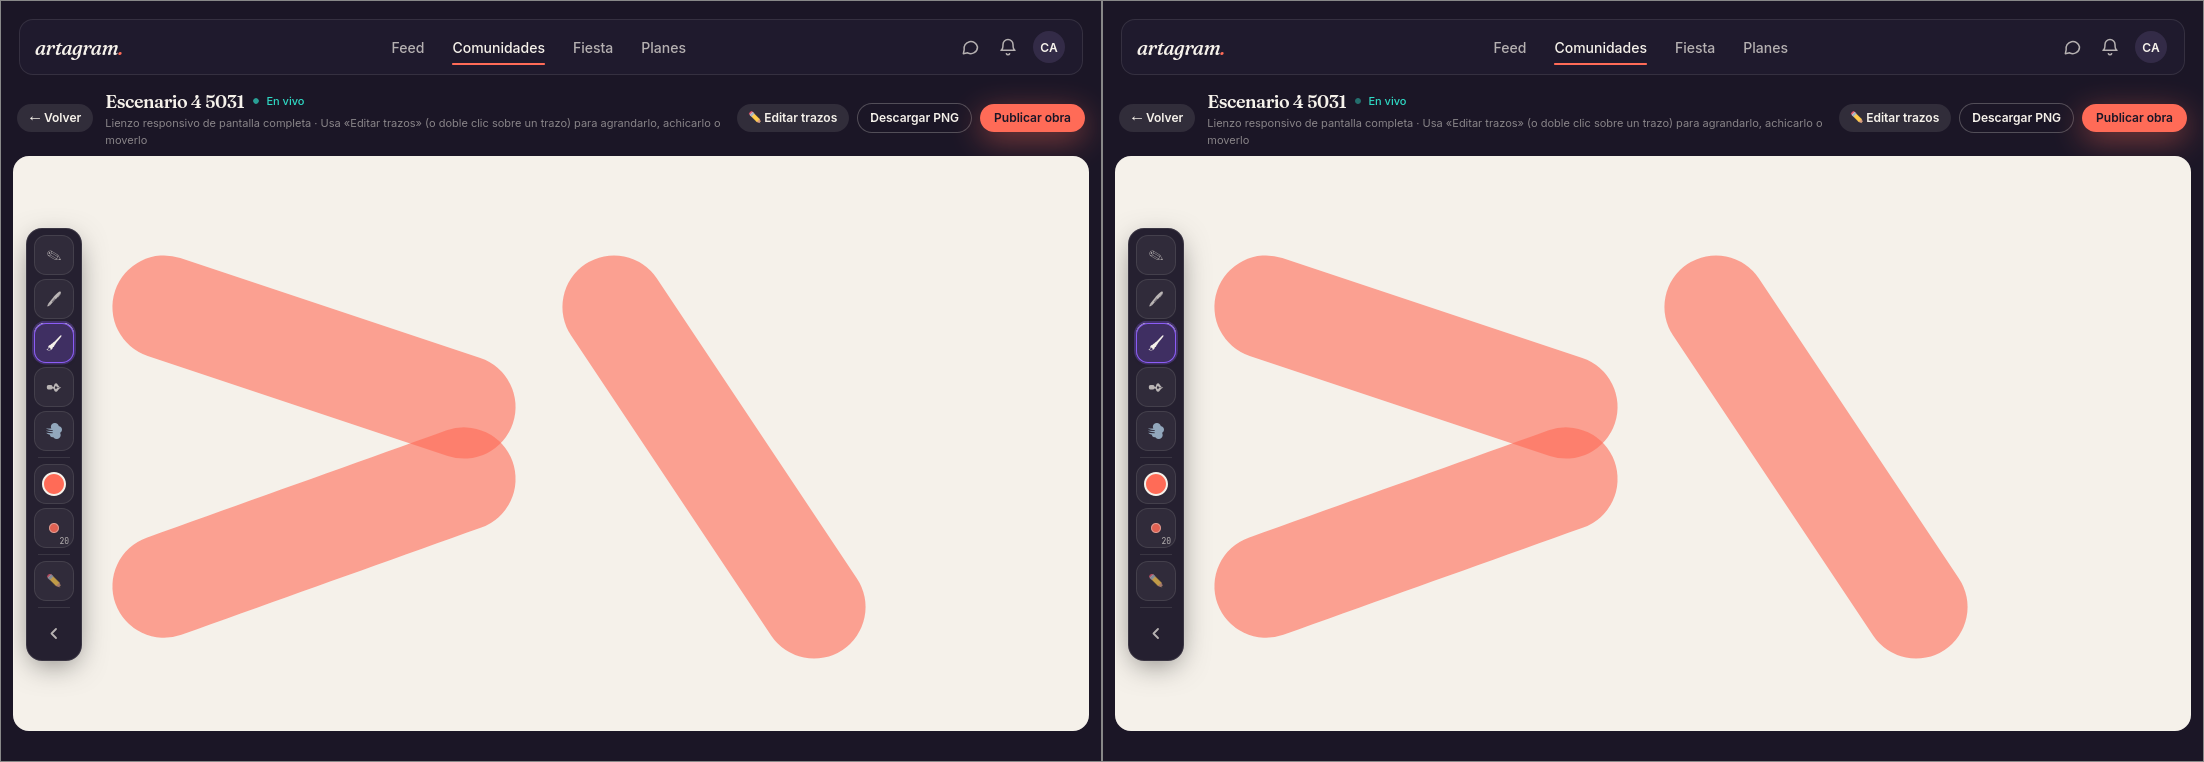 artagram.
Feed Comunidades Fiesta Planes
CA
← Volver
Escenario 4 5031 En vivo
Lienzo responsivo de pantalla completa · Usa «Editar trazos» (o doble clic sobre un trazo) para agrandarlo, achicarlo o
moverlo
Editar trazos
Descargar PNG
Publicar obra
20
artagram.
Feed Comunidades Fiesta Planes
CA
← Volver
Escenario 4 5031 En vivo
Lienzo responsivo de pantalla completa · Usa «Editar trazos» (o doble clic sobre un trazo) para agrandarlo, achicarlo o
moverlo
Editar trazos
Descargar PNG
Publicar obra
20